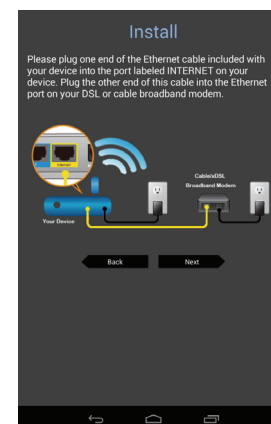 Install
Please plug one end of the Ethernet cable included with
your device into the port labeled INTERNET on your
device. Plug the other end of this cable into the Ethernet
port on your DSL or cable broadband modem.
Internet
Cable/xDSL
Broadband Modem
Your Device
Back Next